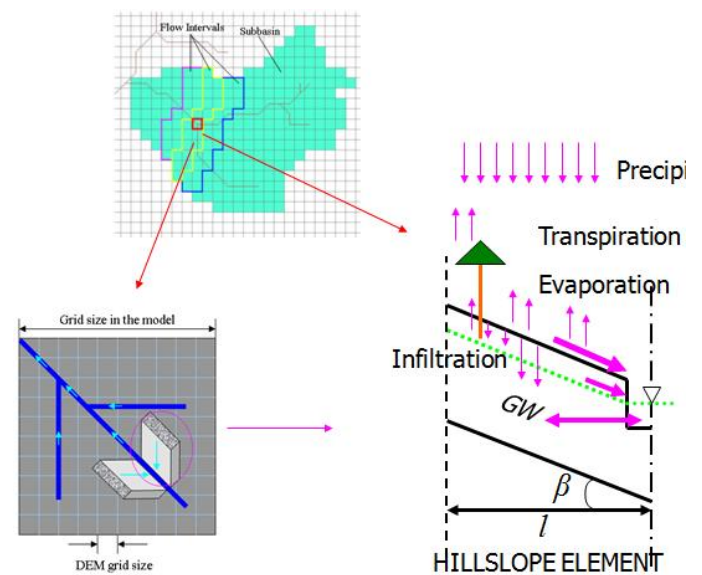 Flow Intervals
Subbasin
Precipi
Transpiration
Evaporation
Infiltration
GW
β
l
HILLSLOPE ELEMENT
Grid size in the model
DEM grid size